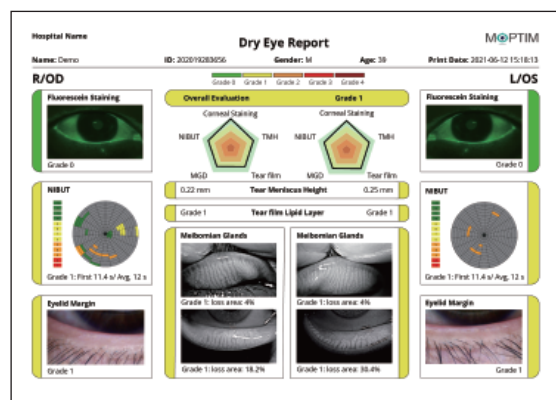 Hospital Name
MOPTIM
Dry Eye Report
Name: Demo ID: 202019283656 Gender: M Age: 39 Print Date: 2021-06-12 15:18:13
R/OD
Grade 0 Grade 1 Grade 2 Grade 3 Grade 4
L/OS
Fluorescein Staining
Grade 0
NIBUT
Grade 1: First 11.4 s/ Avg. 12 s
Eyelid Margin
Grade 1
Overall Evaluation Grade 1
Corneal Staining
NIBUT TMH
MGD Tear film
Corneal Staining
NIBUT TMH
MGD Tear film
0.22 mm Tear Meniscus Height 0.25 mm
Grade 1 Tear film Lipid Layer Grade 1
Meibomian Glands
Grade 1: loss area: 4%
Grade 1: loss area: 18.2%
Meibomian Glands
Grade 1: loss area: 4%
Grade 1: loss area: 30.4%
Fluorescein Staining
Grade 0
NIBUT
Grade 1: First 11.4 s/ Avg, 12 s
Eyelid Margin
Grade 1